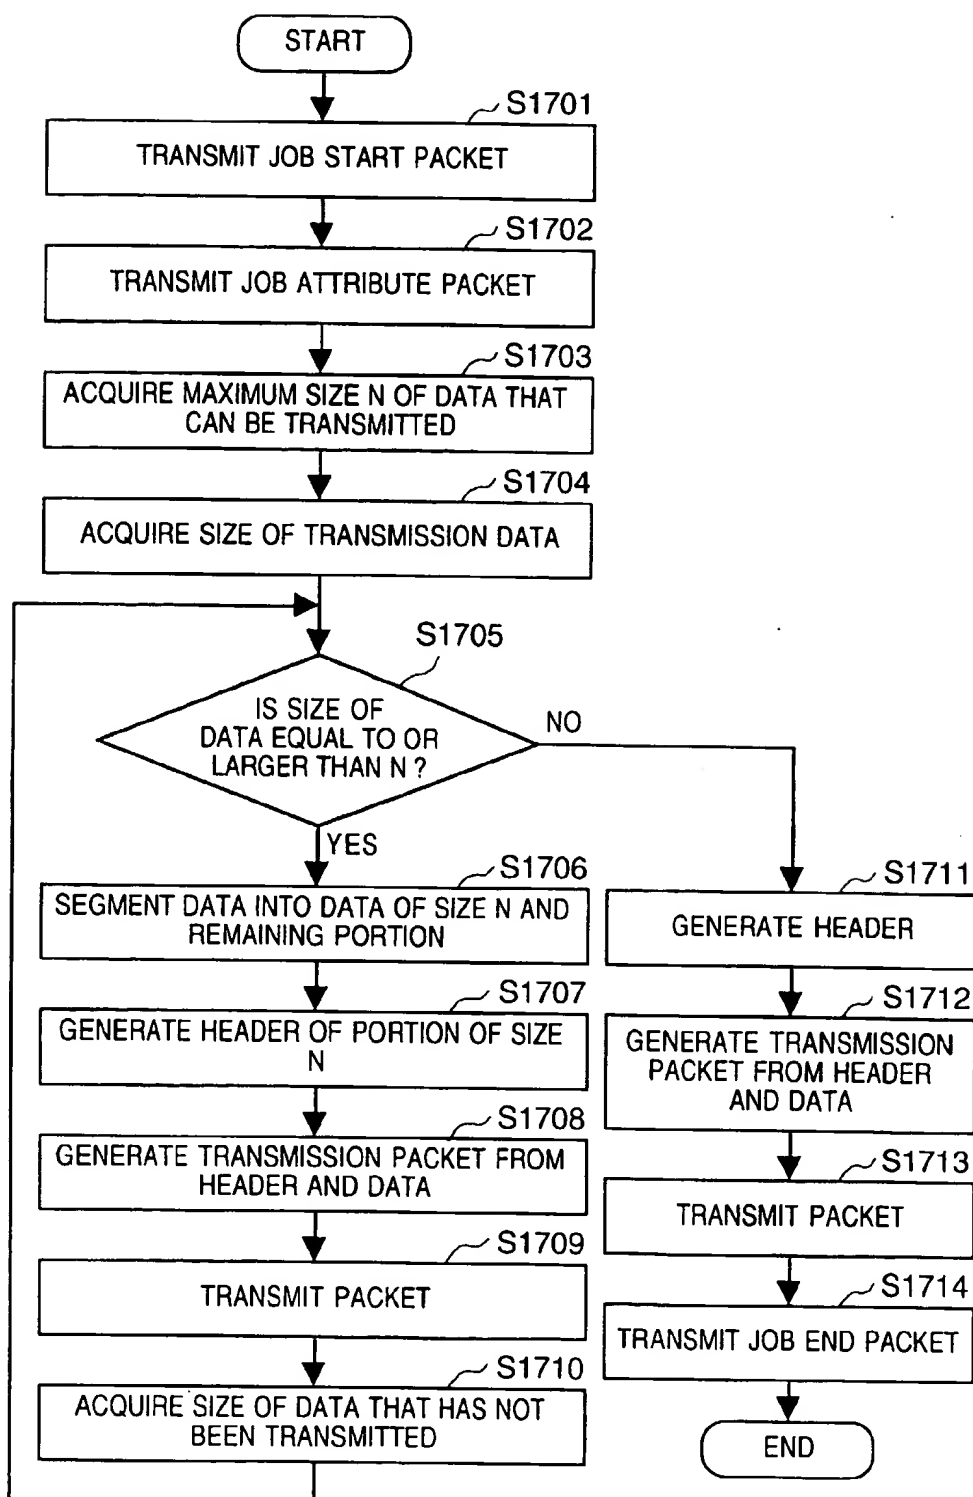 START
S1701
TRANSMIT JOB START PACKET
S1702
TRANSMIT JOB ATTRIBUTE PACKET
S1703
ACQUIRE MAXIMUM SIZE N OF DATA THAT
CAN BE TRANSMITTED
S1704
ACQUIRE SIZE OF TRANSMISSION DATA
S1705
IS SIZE OF
DATA EQUAL TO OR
LARGER THAN N ?
NO
YES
S1706
SEGMENT DATA INTO DATA OF SIZE N AND
REMAINING PORTION
S1707
GENERATE HEADER OF PORTION OF SIZE
N
S1708
GENERATE TRANSMISSION PACKET FROM
HEADER AND DATA
S1709
TRANSMIT PACKET
S1710
ACQUIRE SIZE OF DATA THAT HAS NOT
BEEN TRANSMITTED
S1711
GENERATE HEADER
S1712
GENERATE TRANSMISSION
PACKET FROM HEADER
AND DATA
S1713
TRANSMIT PACKET
S1714
TRANSMIT JOB END PACKET
END